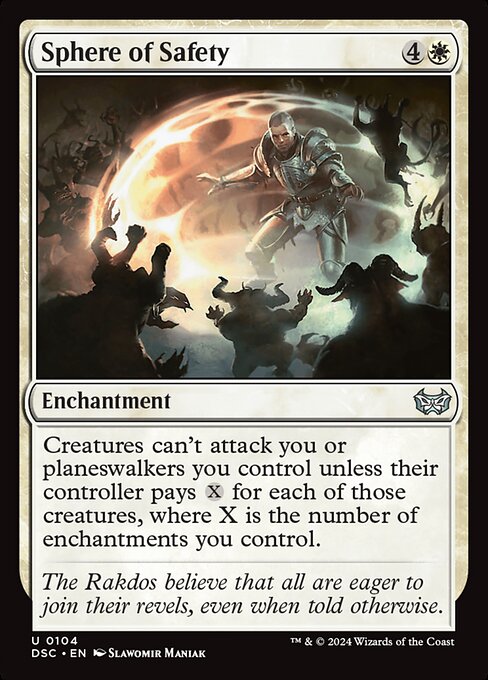 Sphere of Safety 4
Enchantment
Creatures can't attack you or
planeswalkers you control unless their
controller pays X for each of those
creatures, where X is the number of
enchantments you control.
The Rakdos believe that all are eager to
join their revels, even when told otherwise.
U 0104 ™ & © 2024 Wizards of the Coast
DSC • EN Slawomir Maniak